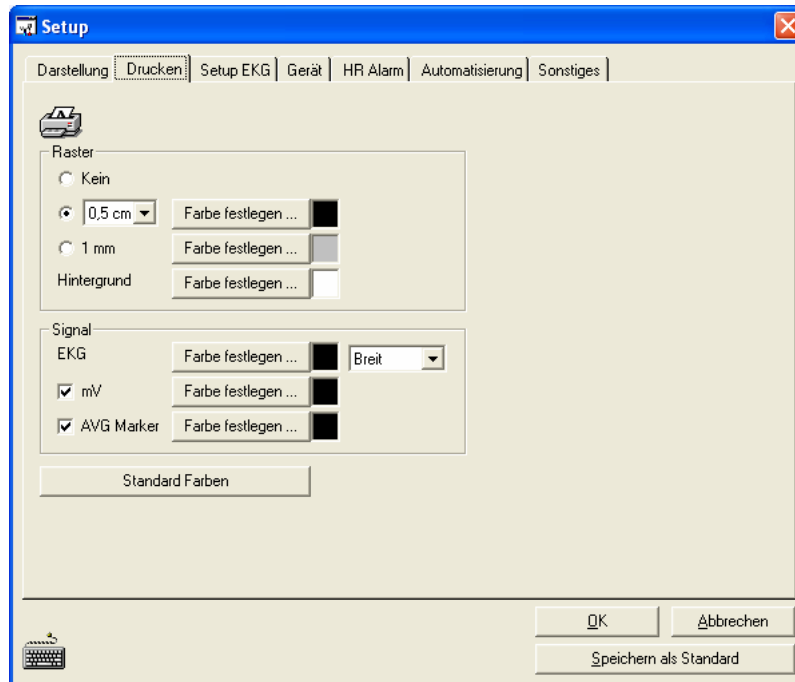 Setup
Darstellung Drucken Setup EKG Gerät HR Alarm Automatisierung Sonstiges
Raster
Kein
0,5 cm Farbe festlegen ...
1 mm Farbe festlegen ...
Hintergrund Farbe festlegen ...
Signal
EKG Farbe festlegen ... Breit
mV Farbe festlegen ...
AVG Marker Farbe festlegen ...
Standard Farben
OK Abbrechen
Speichern als Standard